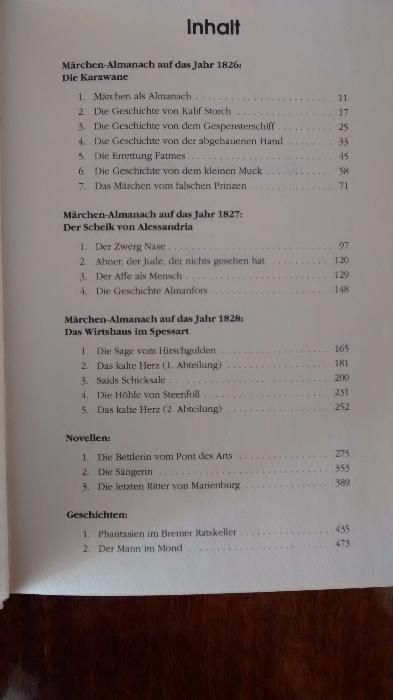 Inhalt
Märchen-Almanach auf das Jahr 1826:
Die Karawane
1. Märchen als Almanach . . . . . . . . . . . . . . . . . . . . . . . . 11
2. Die Geschichte von Kalif Storch . . . . . . . . . . . . . . . . . 17
3. Die Geschichte von dem Gespensterschiff . . . . . . . . . . 25
4. Die Geschichte von der abgehauenen Hand . . . . . . . . 33
5. Die Errettung Fatmes . . . . . . . . . . . . . . . . . . . . . . . . 45
6. Die Geschichte von dem kleinen Muck . . . . . . . . . . . . 58
7. Das Märchen vom falschen Prinzen . . . . . . . . . . . . . . 71
Märchen-Almanach auf das Jahr 1827:
Der Scheik von Alessandria
1. Der Zwerg Nase . . . . . . . . . . . . . . . . . . . . . . . . . . . . 97
2. Abner, der Jude, der nichts gesehen hat . . . . . . . . . . 120
3. Der Affe als Mensch . . . . . . . . . . . . . . . . . . . . . . . . 129
4. Die Geschichte Almanfors . . . . . . . . . . . . . . . . . . . . 148
Märchen-Almanach auf das Jahr 1828:
Das Wirtshaus im Spessart
1. Die Sage vom Hirschgulden . . . . . . . . . . . . . . . . . . . 165
2. Das kalte Herz (1. Abteilung) . . . . . . . . . . . . . . . . . . 181
3. Saids Schicksale . . . . . . . . . . . . . . . . . . . . . . . . . . . 200
4. Die Höhle von Steenfoll . . . . . . . . . . . . . . . . . . . . . . 231
5. Das kalte Herz (2. Abteilung) . . . . . . . . . . . . . . . . . . 252
Novellen:
1. Die Bettlerin vom Pont des Arts . . . . . . . . . . . . . . . . 275
2. Die Sängerin . . . . . . . . . . . . . . . . . . . . . . . . . . . . . . 353
3. Die letzten Ritter von Marienburg . . . . . . . . . . . . . . . 389
Geschichten:
1. Phantasien im Bremer Ratskeller . . . . . . . . . . . . . . . 435
2. Der Mann im Mond . . . . . . . . . . . . . . . . . . . . . . . . . 473